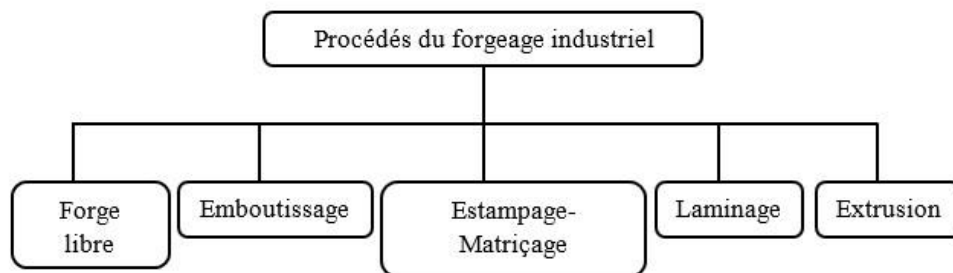 Procédés du forgeage industriel
Forge
libre
Emboutissage
Estampage-
Matriçage
Laminage
Extrusion